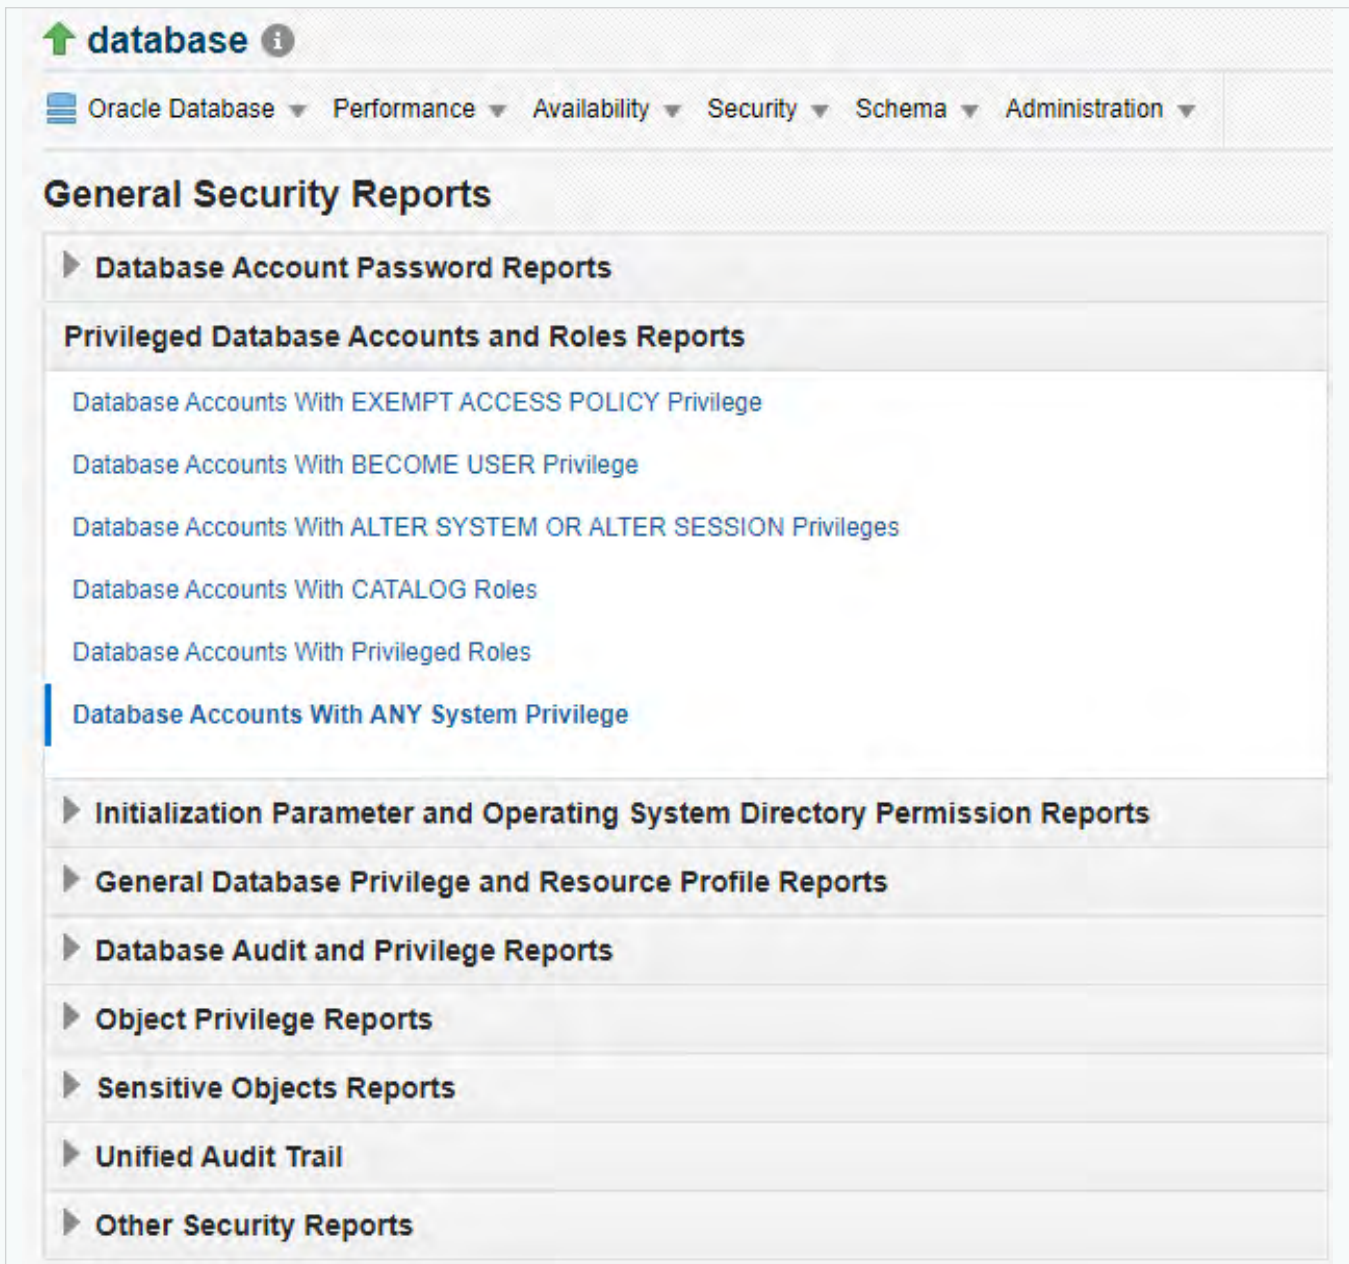 database
Oracle Database Performance Availability Security Schema Administration
General Security Reports
Database Account Password Reports
Privileged Database Accounts and Roles Reports
Database Accounts With EXEMPT ACCESS POLICY Privilege
Database Accounts With BECOME USER Privilege
Database Accounts With ALTER SYSTEM OR ALTER SESSION Privileges
Database Accounts With CATALOG Roles
Database Accounts With Privileged Roles
Database Accounts With ANY System Privilege
Initialization Parameter and Operating System Directory Permission Reports
General Database Privilege and Resource Profile Reports
Database Audit and Privilege Reports
Object Privilege Reports
Sensitive Objects Reports
Unified Audit Trail
Other Security Reports